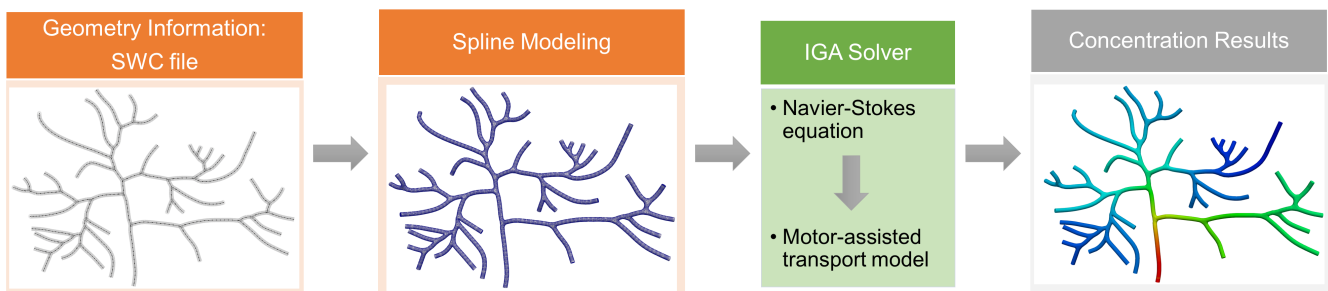 Geometry Information:
SWC file
Spline Modeling
IGA Solver
• Navier-Stokes
equation
• Motor-assisted
transport model
Concentration Results